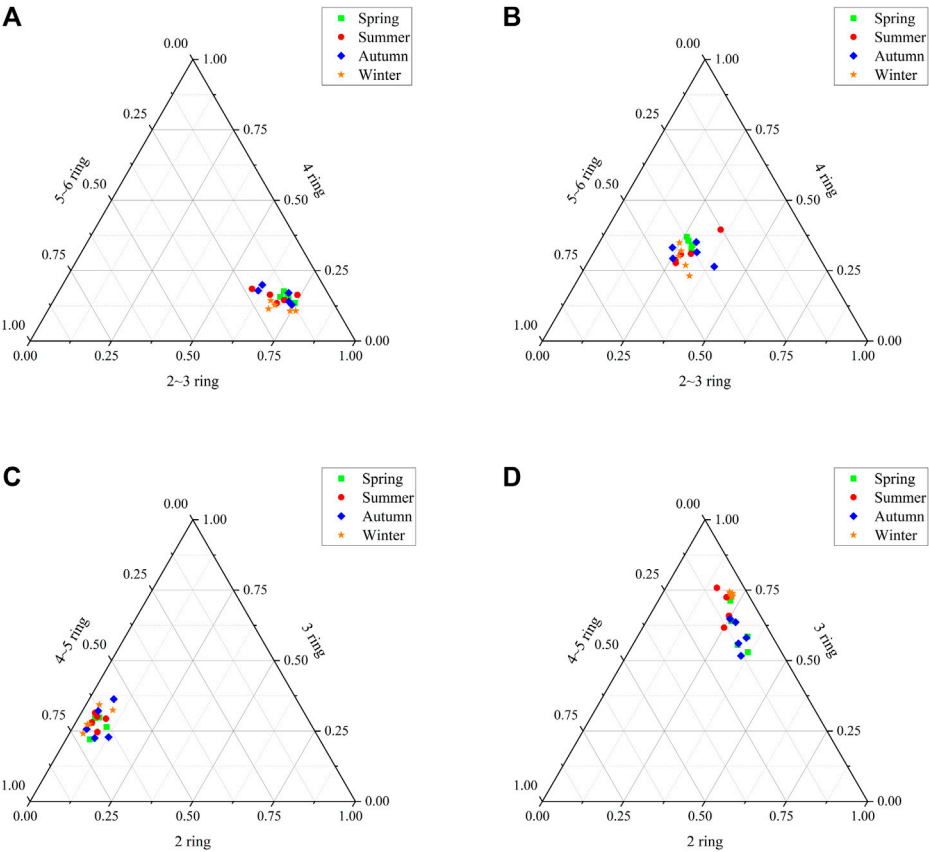 A
Spring
Summer
Autumn
Winter
0.00
1.00
0.25
0.75
5~6 ring
4 ring
0.50
0.50
0.75
0.25
1.00
0.00
0.00
0.25
0.50
0.75
1.00
2~3 ring
B
Spring
Summer
Autumn
Winter
0.00
1.00
0.25
0.75
5~6 ring
4 ring
0.50
0.50
0.75
0.25
1.00
0.00
0.00
0.25
0.50
0.75
1.00
2~3 ring
C
Spring
Summer
Autumn
Winter
0.00
1.00
0.25
0.75
4~5 ring
3 ring
0.50
0.50
0.75
0.25
1.00
0.00
0.00
0.25
0.50
0.75
1.00
2 ring
D
Spring
Summer
Autumn
Winter
0.00
1.00
0.25
0.75
4~5 ring
3 ring
0.50
0.50
0.75
0.25
1.00
0.00
0.00
0.25
0.50
0.75
1.00
2 ring